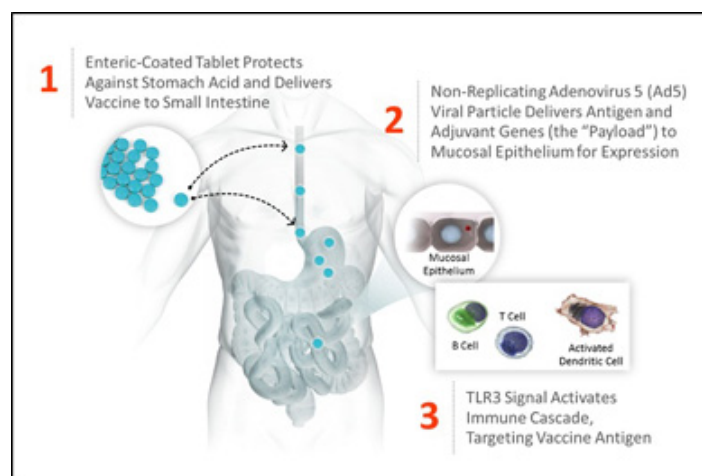 1
Enteric-Coated Tablet Protects
Against Stomach Acid and Delivers
Vaccine to Small Intestine
2
Non-Replicating Adenovirus 5 (Ad5)
Viral Particle Delivers Antigen and
Adjuvant Genes (the “Payload”) to
Mucosal Epithelium for Expression
Mucosal
Epithelium
B Cell
T Cell
Activated
Dendritic Cell
3
TLR3 Signal Activates
Immune Cascade,
Targeting Vaccine Antigen